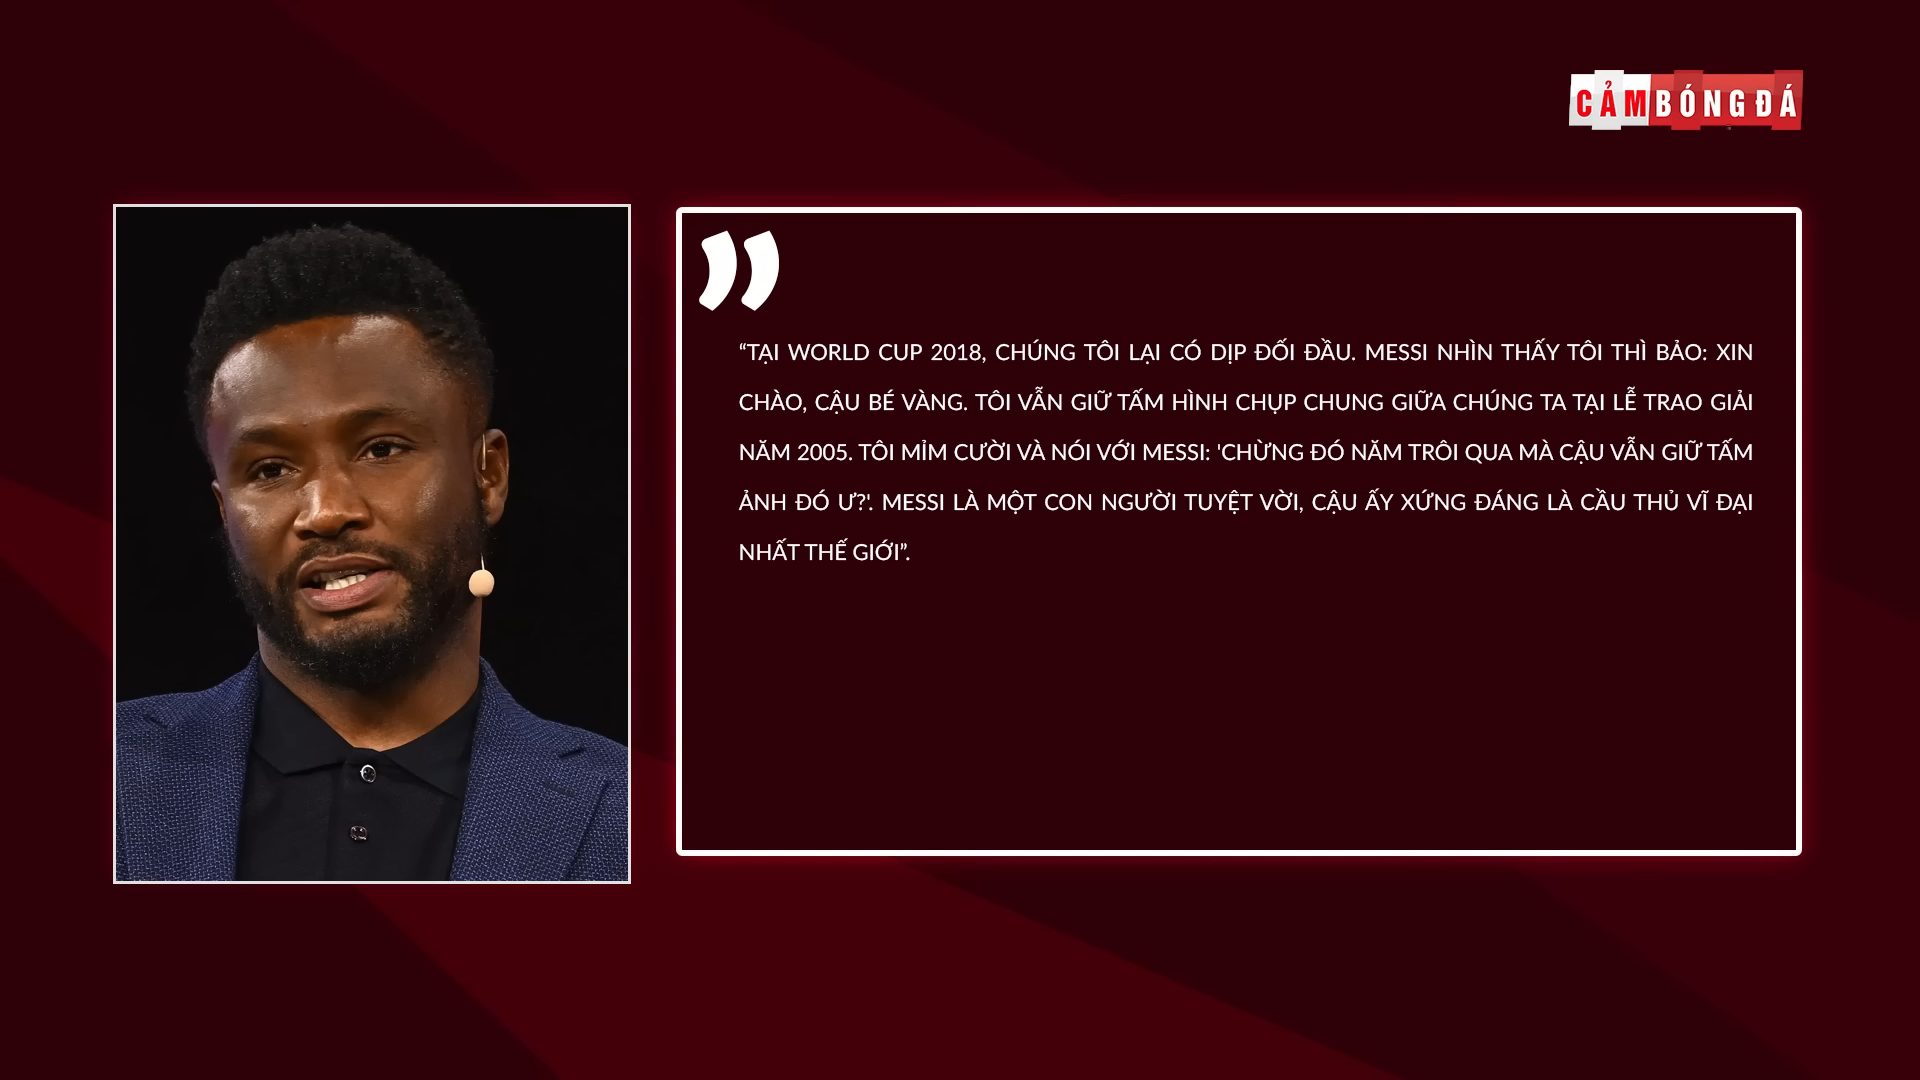 CẢMBÓNGĐÁ
”
“TẠI WORLD CUP 2018, CHÚNG TÔI LẠI CÓ DỊP ĐỐI ĐẦU. MESSI NHÌN THẤY TÔI THÌ BẢO: XIN
CHÀO, CẬU BÉ VÀNG. TÔI VẪN GIỮ TẤM HÌNH CHỤP CHUNG GIỮA CHÚNG TA TẠI LỄ TRAO GIẢI
NĂM 2005. TÔI MỈM CƯỜI VÀ NÓI VỚI MESSI: 'CHỪNG ĐÓ NĂM TRÔI QUA MÀ CẬU VẪN GIỮ TẤM
ẢNH ĐÓ Ư?'. MESSI LÀ MỘT CON NGƯỜI TUYỆT VỜI, CẬU ẤY XỨNG ĐÁNG LÀ CẦU THỦ VĨ ĐẠI
NHẤT THẾ GIỚI”.